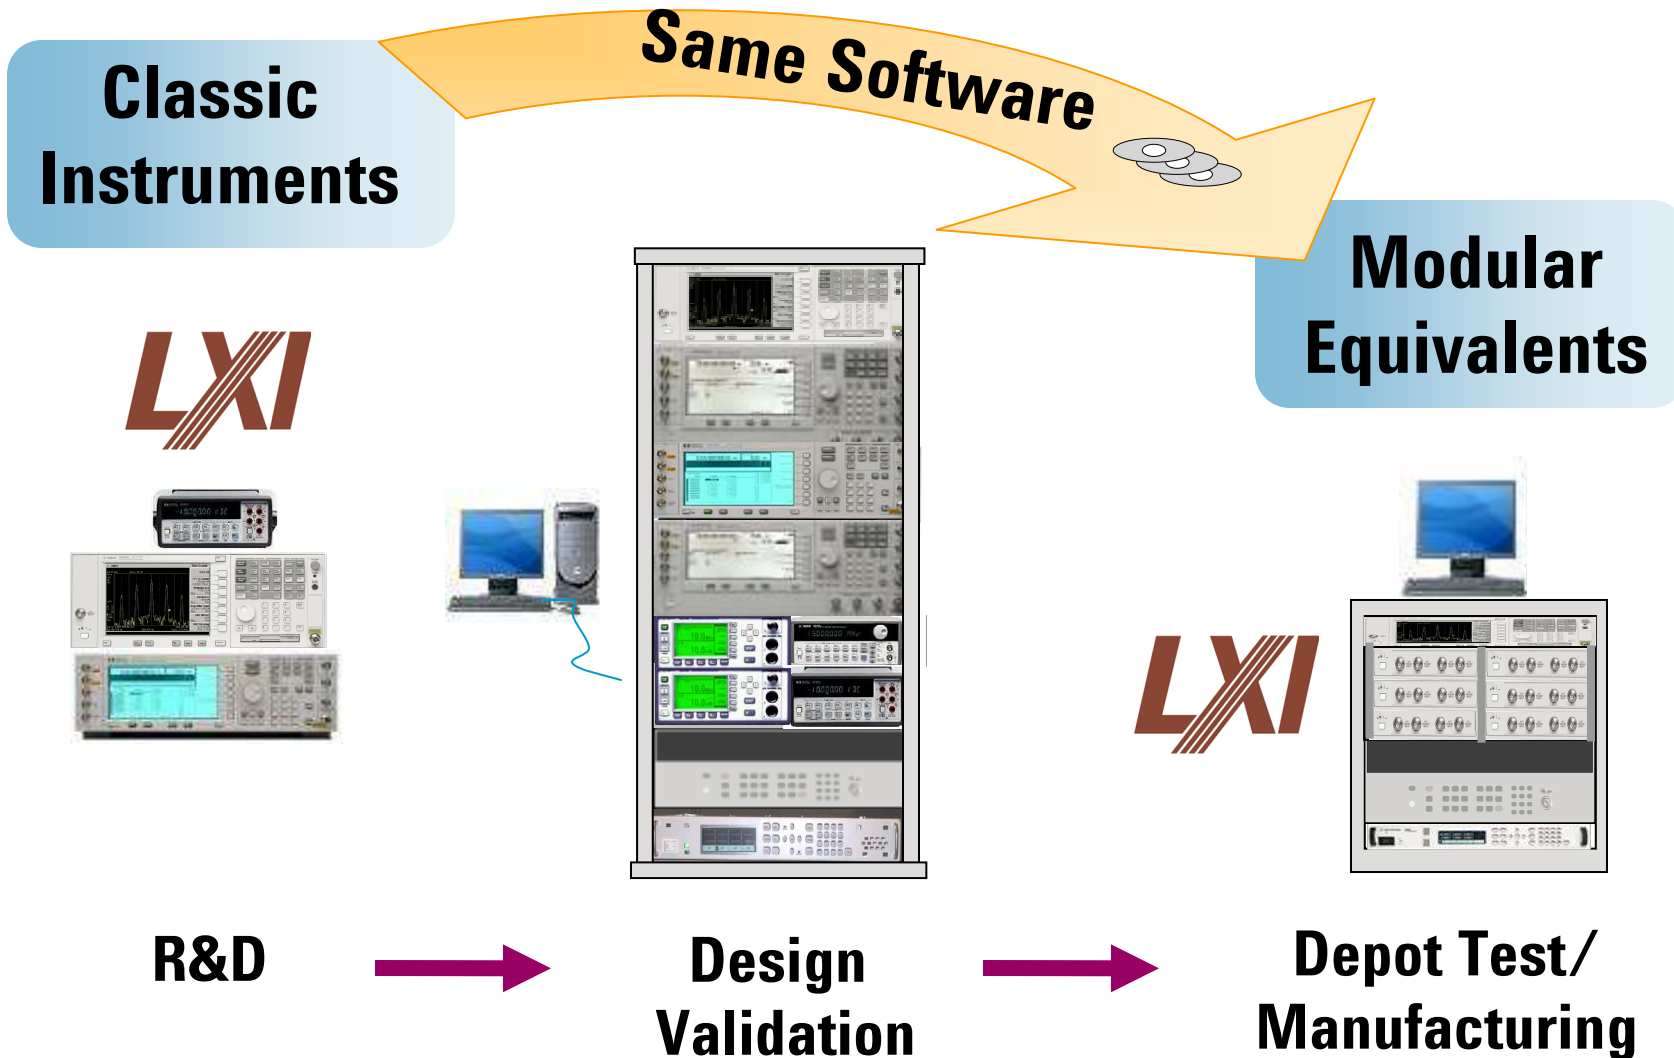 Same Software
Classic
Instruments
Modular
Equivalents
LXI
LXI
R&D
Design
Validation
Depot Test/
Manufacturing